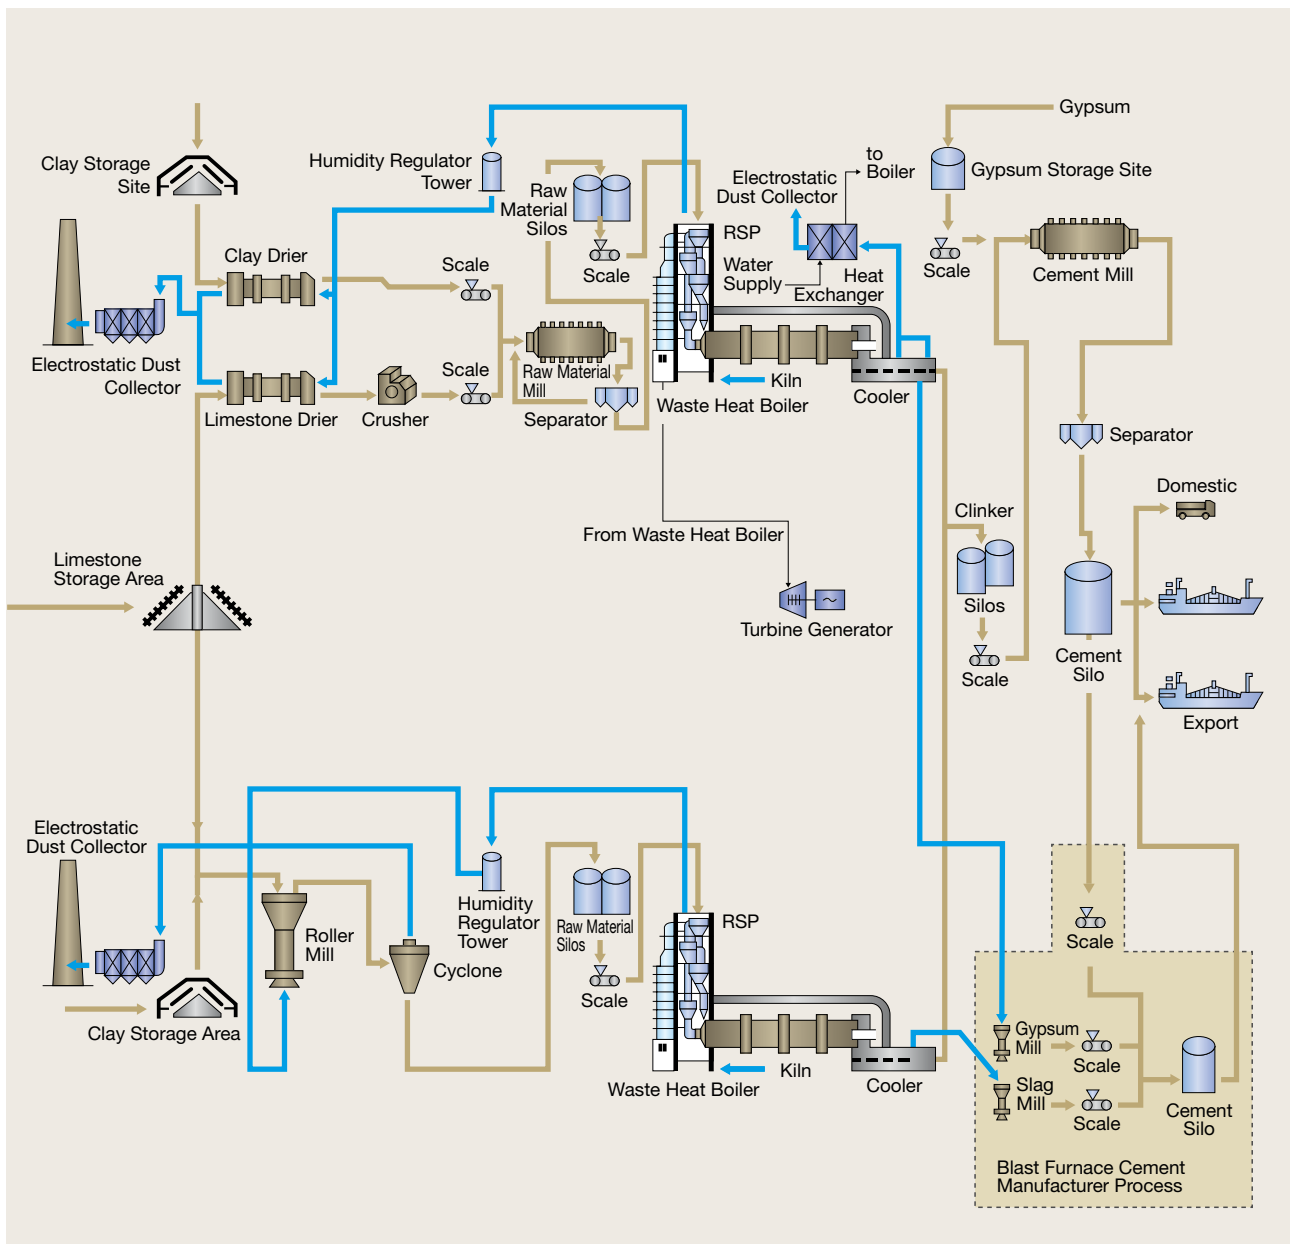 Gypsum
to
Boiler
Clay Storage
Site
Humidity Regulator
Tower
Raw
Material
Silos
Electrostatic
Dust Collector
Gypsum Storage Site
RSP
Clay Drier
Scale
Scale
Water
Supply
Heat
Exchanger
Scale
Cement Mill
Electrostatic Dust
Collector
Scale
Raw Material
Mill
Kiln
Limestone Drier
Crusher
Separator
Waste Heat Boiler
Cooler
Separator
Domestic
Clinker
From Waste Heat Boiler
Limestone
Storage Area
Silos
Turbine Generator
Scale
Cement
Silo
Export
Electrostatic
Dust Collector
Humidity
Regulator
Tower
Raw Material
Silos
RSP
Roller
Mill
Cyclone
Scale
Scale
Clay Storage Area
Gypsum
Mill
Scale
Kiln
Waste Heat Boiler
Cooler
Slag
Mill
Scale
Cement
Silo
Blast Furnace Cement
Manufacturer Process